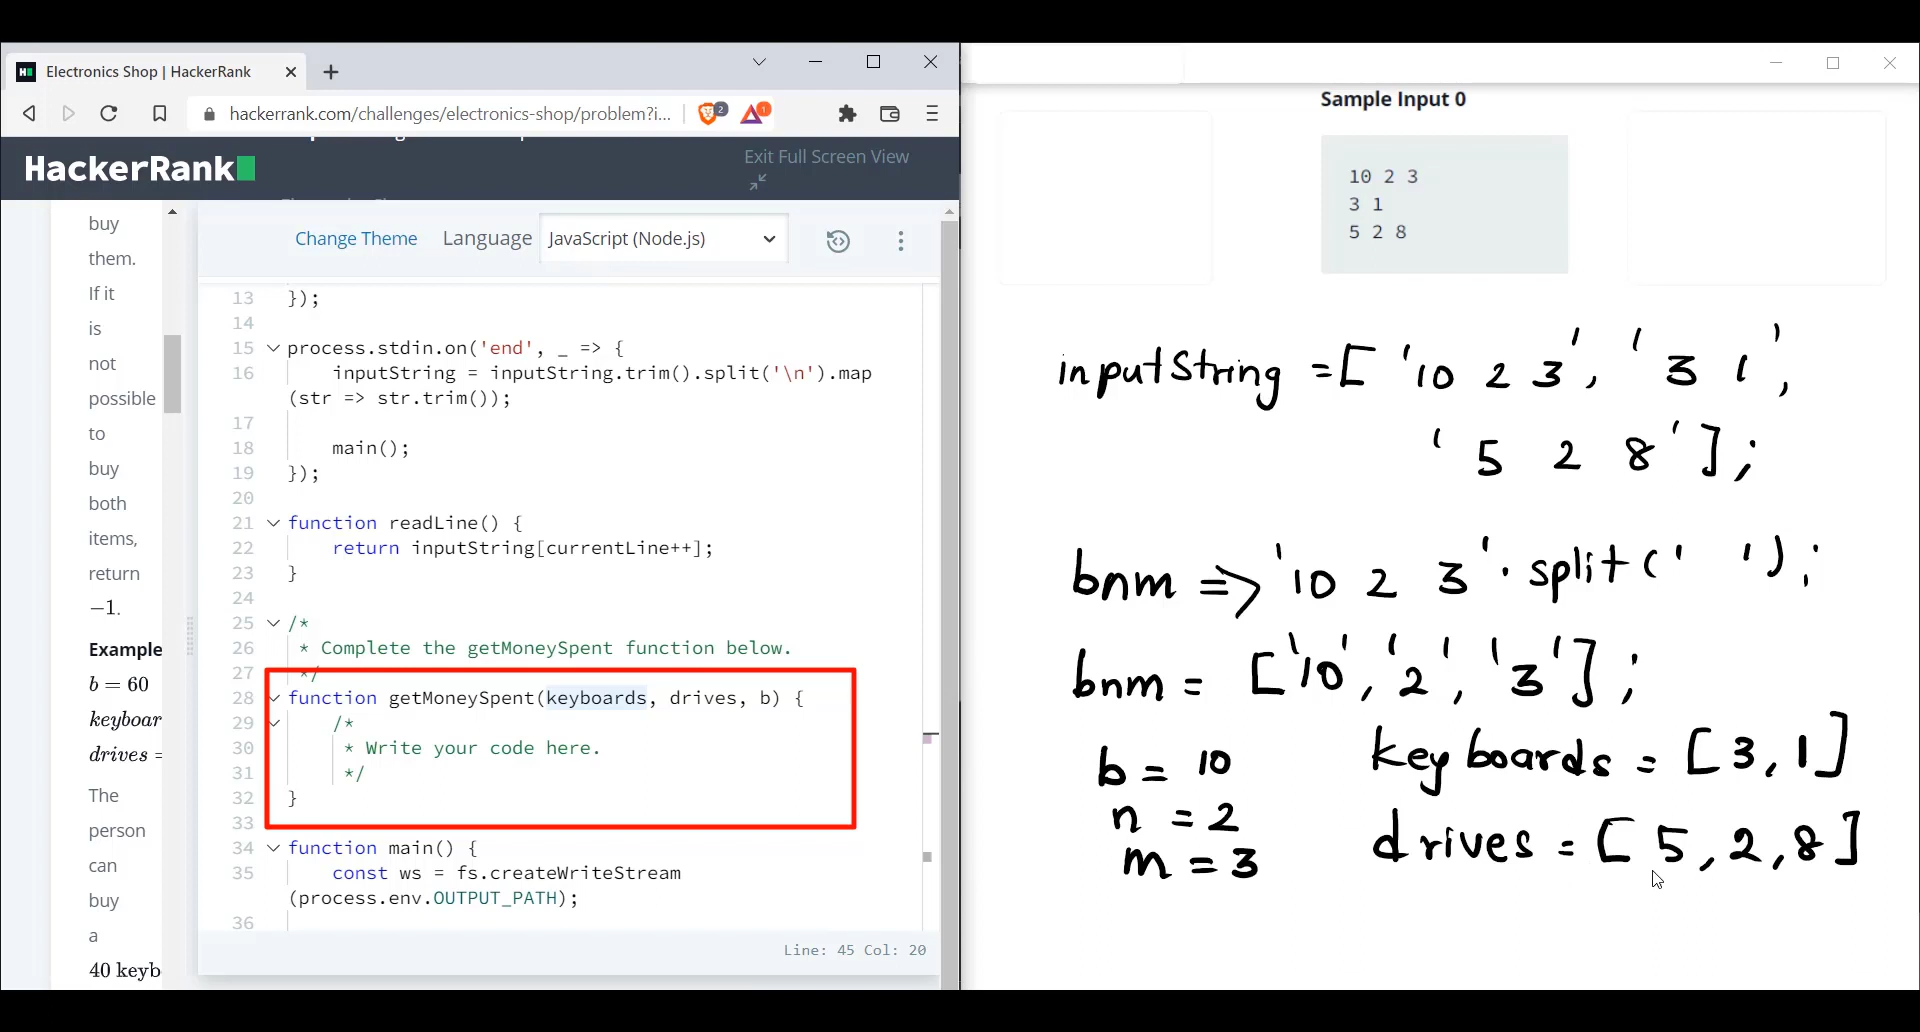 Electronics Shop | HackerRank
hackerrank.com/challenges/electronics-shop/problem?i...
2
1
HackerRank
Exit Full Screen View
buy
them.
If it
is
not
possible
to
buy
both
items,
return
−1.
Example
b = 60
keyboar
drives =
The
person
can
buy
a
40 keyb
Change Theme
Language
JavaScript (Node.js)
13 });
14
15 process.stdin.on('end', _ => {
16 inputString = inputString.trim().split('\n').map
(str => str.trim());
17
18 main();
19 });
20
21 function readLine() {
22 return inputString[currentLine++];
23 }
24
25 /*
26 * Complete the getMoneySpent function below.
27 */
28 function getMoneySpent(keyboards, drives, b) {
29 /*
30 * Write your code here.
31 */
32 }
33
34 function main() {
35 const ws = fs.createWriteStream
(process.env.OUTPUT_PATH);
36
Line: 45 Col: 20
Sample Input 0
10 2 3
3 1
5 2 8
inputString = [ '10 2 3', '3 1',
'5 2 8' ];
bnm => '10 2 3'.split(' ');
bnm = ['10', '2', '3'];
b = 10
n = 2
m = 3
keyboards = [3, 1]
drives = [5, 2, 8]